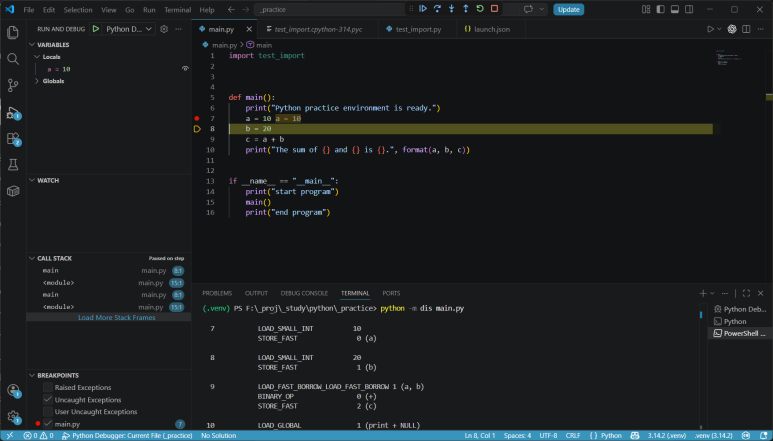 File Edit Selection View Go Run Terminal Help _practice Update
RUN AND DEBUG Python D...
main.py test_import.cpython-314.pyc test_import.py launch.json
main.py > main
VARIABLES
Locals
a = 10
Globals
WATCH
CALL STACK Paused on step
main main.py 8:1
<module> main.py 15:1
main main.py 8:1
<module> main.py 15:1
Load More Stack Frames
BREAKPOINTS
Raised Exceptions
Uncaught Exceptions
User Uncaught Exceptions
main.py 7
1 import test_import
2
3
4
5 def main():
6 print("Python practice environment is ready.")
7 a = 10 a = 10
8 b = 20
9 c = a + b
10 print("The sum of {} and {} is {}.", format(a, b, c))
11
12
13 if __name__ == "__main__":
14 print("start program")
15 main()
16 print("end program")
PROBLEMS OUTPUT DEBUG CONSOLE TERMINAL PORTS
(.venv) PS F:\_proj\_study\python\_practice> python -m dis main.py
7 LOAD_SMALL_INT 10
STORE_FAST 0 (a)
8 LOAD_SMALL_INT 20
STORE_FAST 1 (b)
9 LOAD_FAST_BORROW_LOAD_FAST_BORROW 1 (a, b)
BINARY_OP 0 (+)
STORE_FAST 2 (c)
10 LOAD_GLOBAL 1 (print + NULL)
Python Deb...
Python
PowerShell ...
0 0 Python Debugger: Current File (_practice) No Solution Ln 8, Col 1 Spaces: 4 UTF-8 CRLF {} Python 3.14.2 (.venv) .venv (3.14.2)